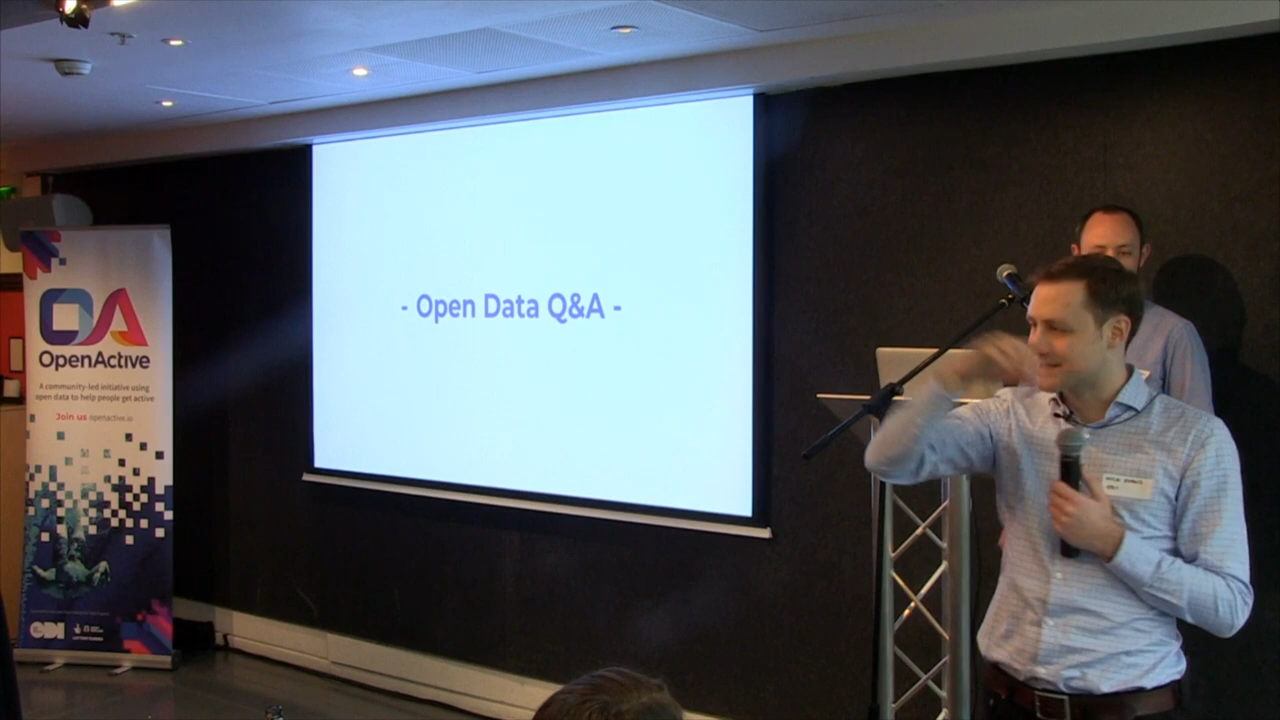 OA
OpenActive
A community-led initiative using
open data to help people get active
Join us openactive.io
- Open Data Q&A -